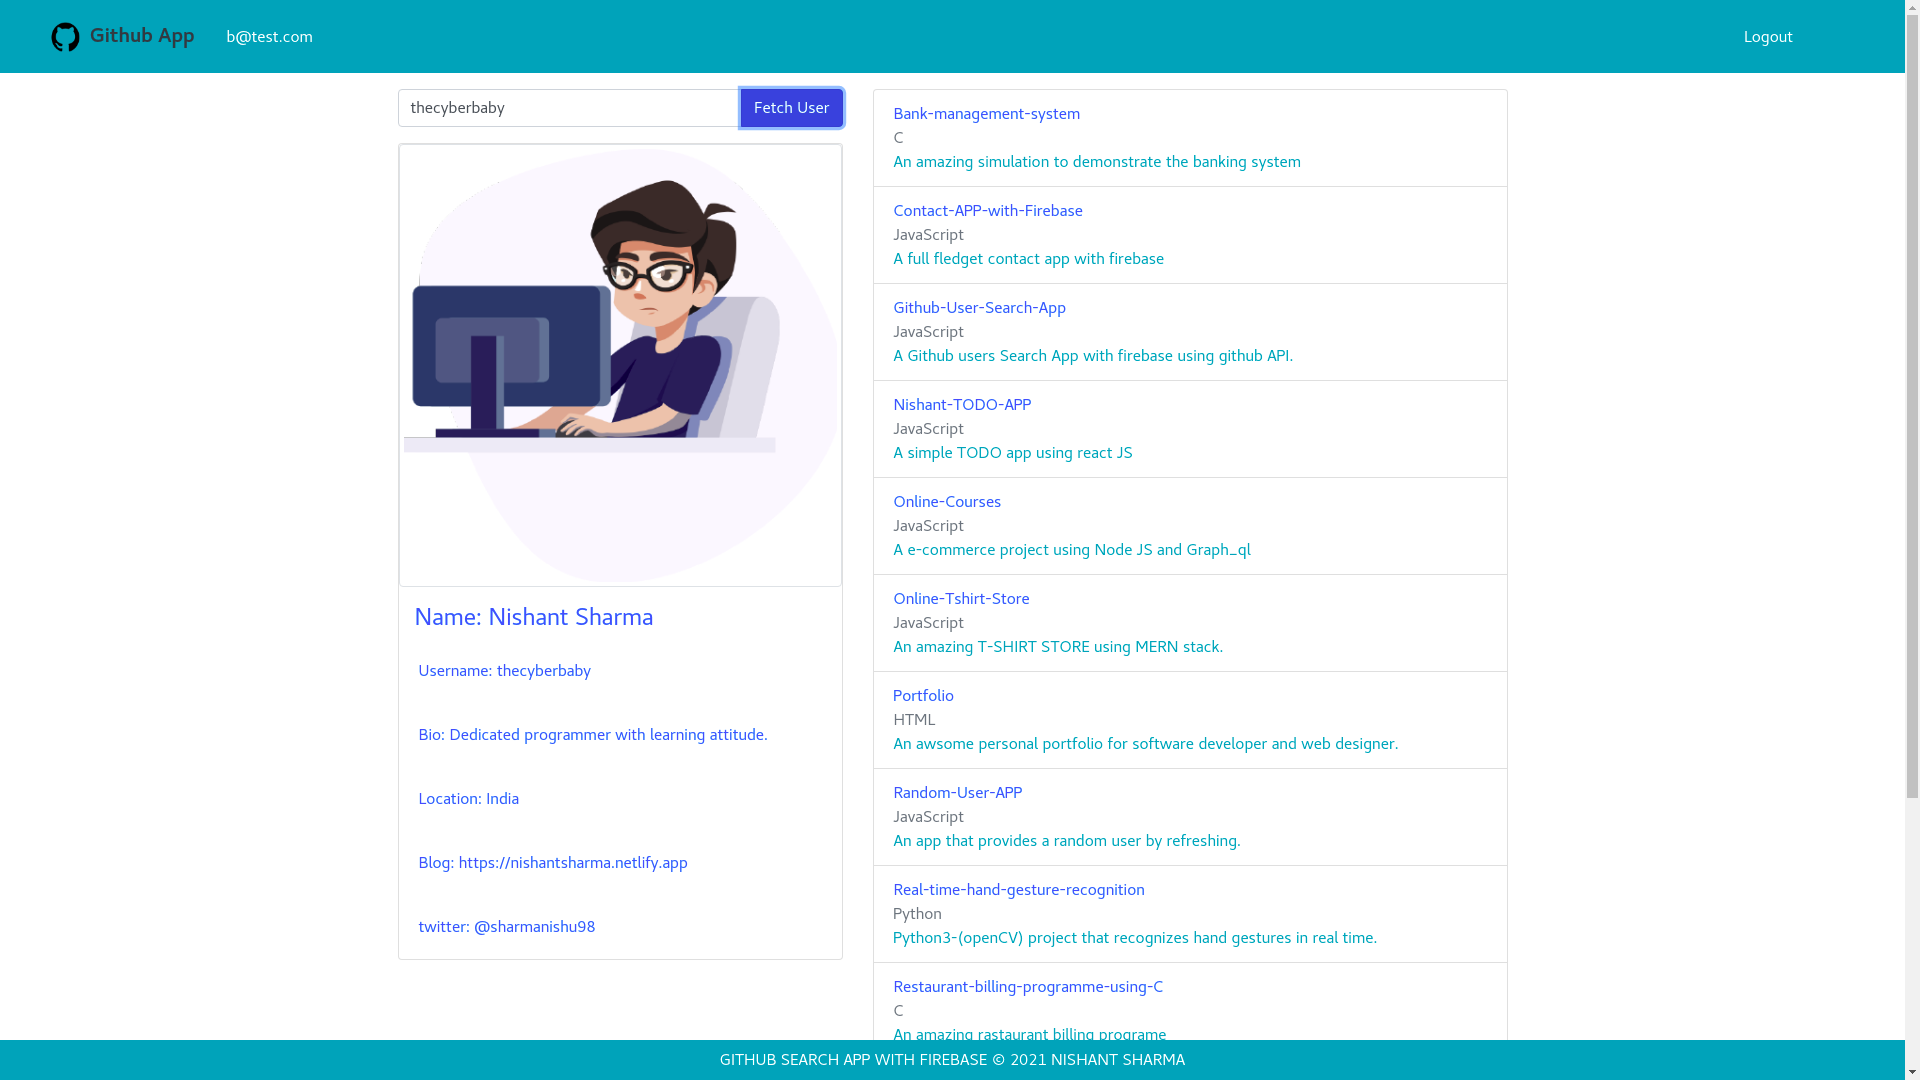 Github App
b@test.com
Logout
thecyberbaby
Fetch User
Name: Nishant Sharma
Username: thecyberbaby
Bio: Dedicated programmer with learning attitude.
Location: India
Blog: https://nishantsharma.netlify.app
twitter: @sharmanishu98
Bank-management-system
C
An amazing simulation to demonstrate the banking system
Contact-APP-with-Firebase
JavaScript
A full fledget contact app with firebase
Github-User-Search-App
JavaScript
A Github users Search App with firebase using github API.
Nishant-TODO-APP
JavaScript
A simple TODO app using react JS
Online-Courses
JavaScript
A e-commerce project using Node JS and Graph_ql
Online-Tshirt-Store
JavaScript
An amazing T-SHIRT STORE using MERN stack.
Portfolio
HTML
An awsome personal portfolio for software developer and web designer.
Random-User-APP
JavaScript
An app that provides a random user by refreshing.
Real-time-hand-gesture-recognition
Python
Python3-(openCV) project that recognizes hand gestures in real time.
Restaurant-billing-programme-using-C
C
An amazing rastaurant billing programe
GITHUB SEARCH APP WITH FIREBASE © 2021 NISHANT SHARMA